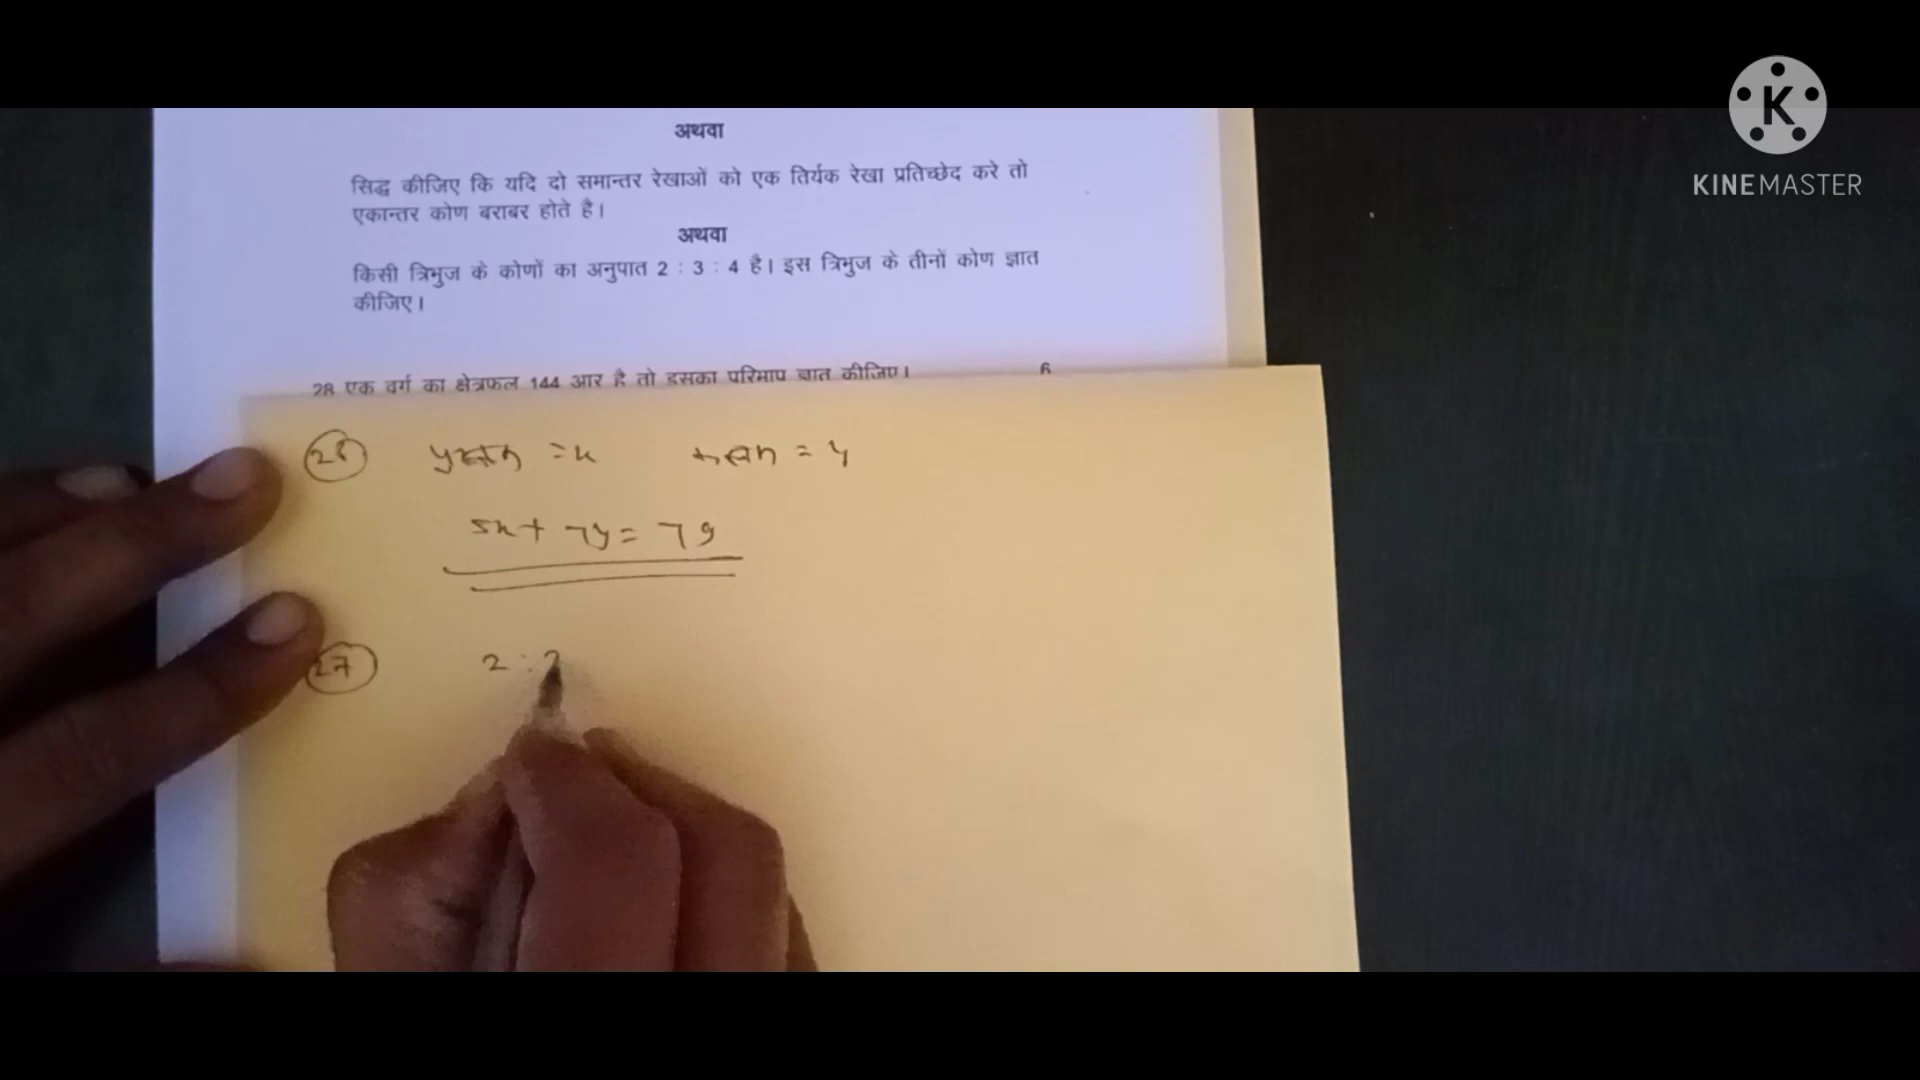 अथवा
सिद्ध कीजिए कि यदि दो समान्तर रेखाओं को एक तिर्यक रेखा प्रतिच्छेद करे तो
एकान्तर कोण बराबर होते है।
अथवा
किसी त्रिभुज के कोणों का अनुपात 2 : 3 : 4 है। इस त्रिभुज के तीनों कोण ज्ञात
कीजिए।
28 एक वर्ग का क्षेत्रफल 144 आर है तो इसका परिमाप ज्ञात कीजिए। 6
= x = y
5x + 7y = 79
27 2 :
K
KINEMASTER